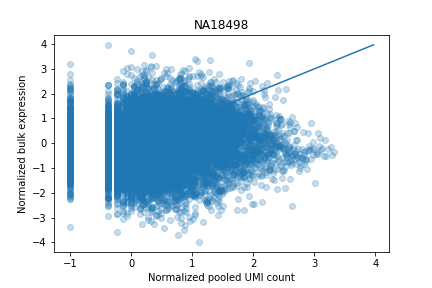 NA18498
4
3
2
1
0
−1
−2
−3
−4
Normalized bulk expression
−1 0 1 2 3 4
Normalized pooled UMI count